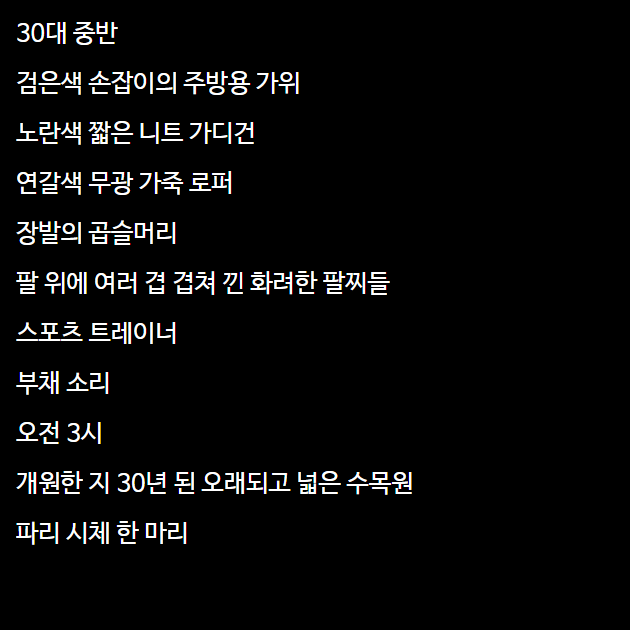 30대 중반
검은색 손잡이의 주방용 가위
노란색 짧은 니트 가디건
연갈색 무광 가죽 로퍼
장발의 곱슬머리
팔 위에 여러 겹 겹쳐 낀 화려한 팔찌들
스포츠 트레이너
부채 소리
오전 3시
개원한 지 30년 된 오래되고 넓은 수목원
파리 시체 한 마리